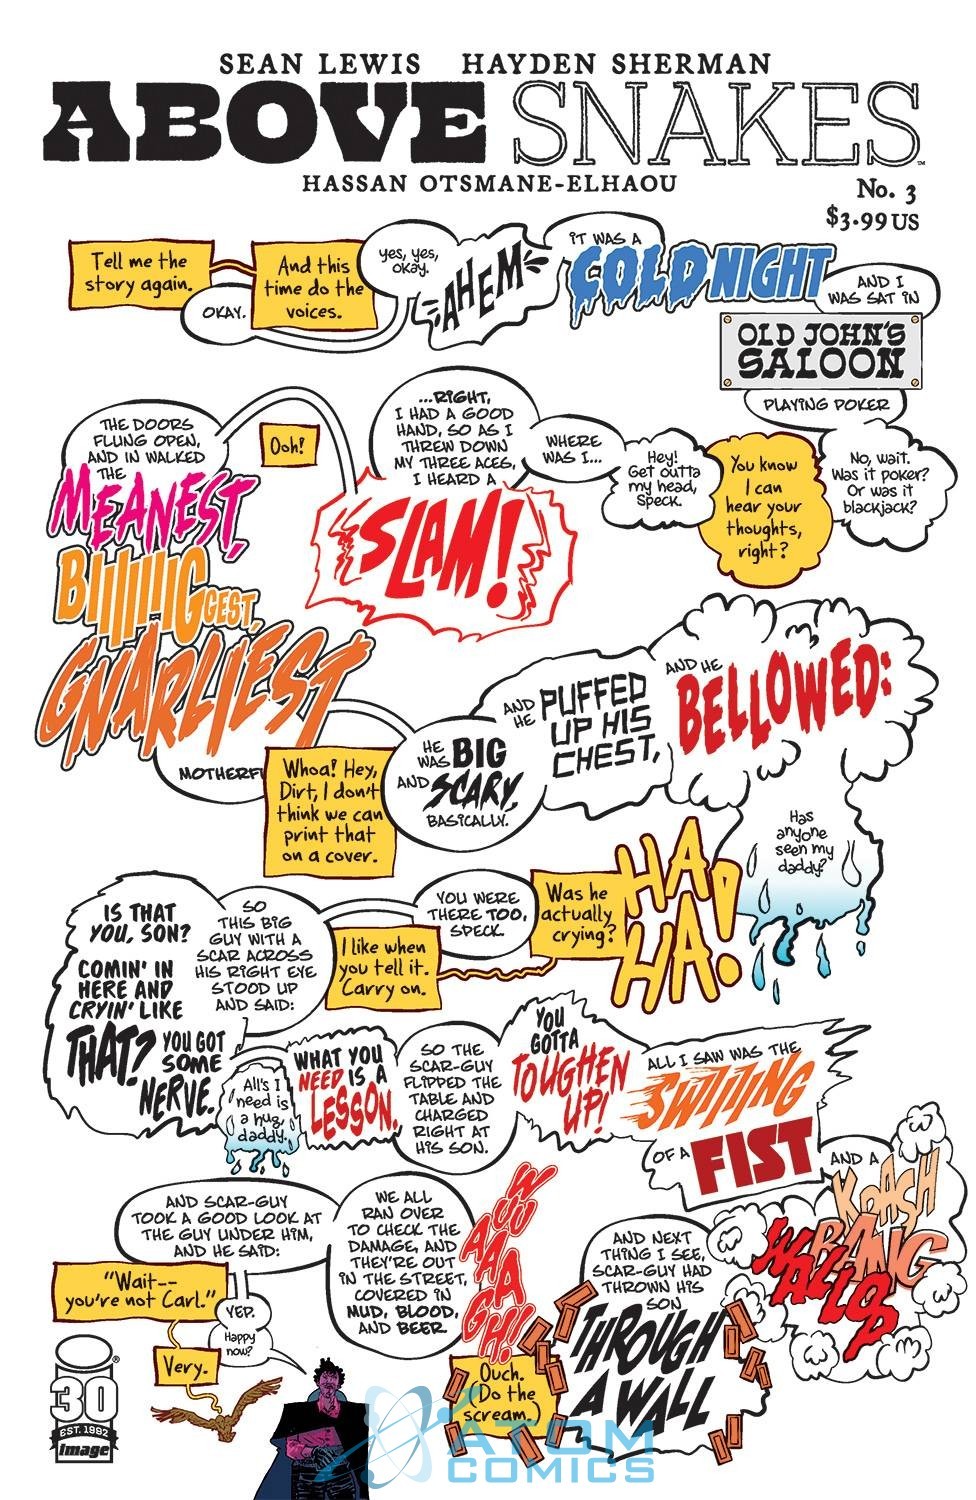 SEAN LEWIS HAYDEN SHERMAN
ABOVE SNAKES
TM
HASSAN OTSMANE-ELHAOU
No. 3
$3.99 US
Tell me the
story again.
OKAY.
And this
time do the
voices.
yes, yes,
okay.
AHEM
IT WAS A
COLD NIGHT
AND I
WAS SAT IN
OLD JOHN'S
SALOON
PLAYING POKER
No, wait.
Was it poker?
Or was it
blackjack?
You know
I can
hear your
thoughts,
right?
Hey!
Get outta
my head,
Speck.
WHERE
WAS I...
...RIGHT,
I HAD A GOOD
HAND, SO AS I
THREW DOWN
MY THREE ACES,
I HEARD A
SLAM!
Ooh!
THE DOORS
FLUNG OPEN,
AND IN WALKED
THE
MEANEST,
BIIIIIIIGGEST,
GNARLIEST
MOTHERFU
Whoa! Hey,
Dirt, I don't
think we can
print that
on a cover.
HE
WAS BIG
AND SCARY,
BASICALLY.
AND
HE PUFFED
UP HIS
CHEST,
AND HE
BELLOWED:
Has
anyone
seen my
daddy?
HA
HA!
Was he
actually
crying?
YOU WERE
THERE TOO,
SPECK.
I like when
you tell it.
Carry on.
SO
THIS BIG
GUY WITH A
SCAR ACROSS
HIS RIGHT EYE
STOOD UP
AND SAID:
IS THAT
YOU, SON?
COMIN' IN
HERE AND
CRYIN' LIKE
THAT? YOU GOT
SOME
NERVE.
All's I
need is
a hug,
daddy.
WHAT YOU
NEED IS A
LESSON.
SO THE
SCAR-GUY
FLIPPED THE
TABLE AND
CHARGED
RIGHT AT
HIS SON.
YOU
GOTTA
TOUGHEN
UP!
ALL I SAW WAS THE
SWIIIING
OF A FIST
AND A
KRASH
BANG
WALLOP
AND NEXT
THING I SEE,
SCAR-GUY HAD
THROWN HIS
SON
THROUGH
A WALL
WUUUAAAAGH!!
Ouch.
(Do the
scream.)
WE ALL
RAN OVER
TO CHECK THE
DAMAGE, AND
THEY'RE OUT
IN THE STREET,
COVERED IN
MUD, BLOOD,
AND BEER.
AND SCAR-GUY
TOOK A GOOD LOOK AT
THE GUY UNDER HIM,
AND HE SAID:
"Wait--
you're not Carl."
YEP.
Happy
now?
Very.
i
®
30
EST. 1992
image
ATOM
COMICS